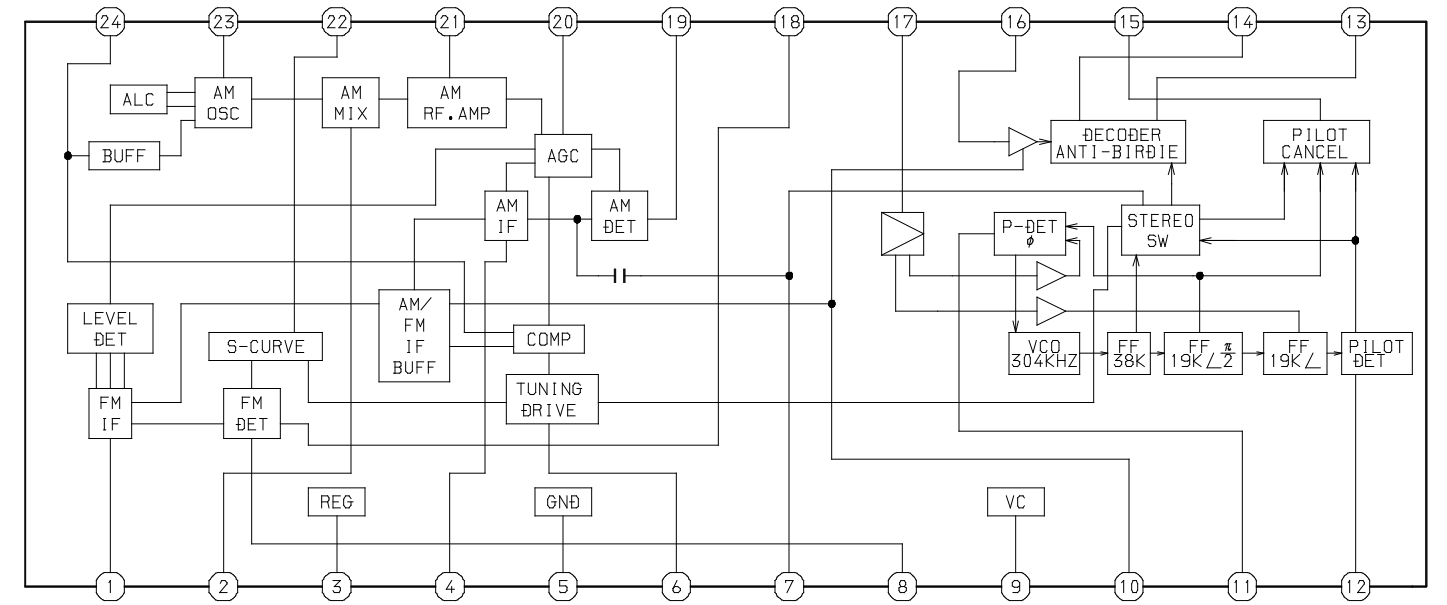 24 23 22 21 20 19 18 17 16 15 14 13
ALC
AM
OSC
AM
MIX
AM
RF.AMP
BUFF
AGC
DECODER
ANTI-BIRDIE
PILOT
CANCEL
AM
IF
AM
DET
P-DET
φ
STEREO
SW
LEVEL
DET
S-CURVE
AM/
FM
IF
BUFF
COMP
VCO
304KHZ
FF
38K
FF
19K∠π/2
FF
19K∠
PILOT
DET
FM
IF
FM
DET
TUNING
DRIVE
REG
GND
VC
1 2 3 4 5 6 7 8 9 10 11 12